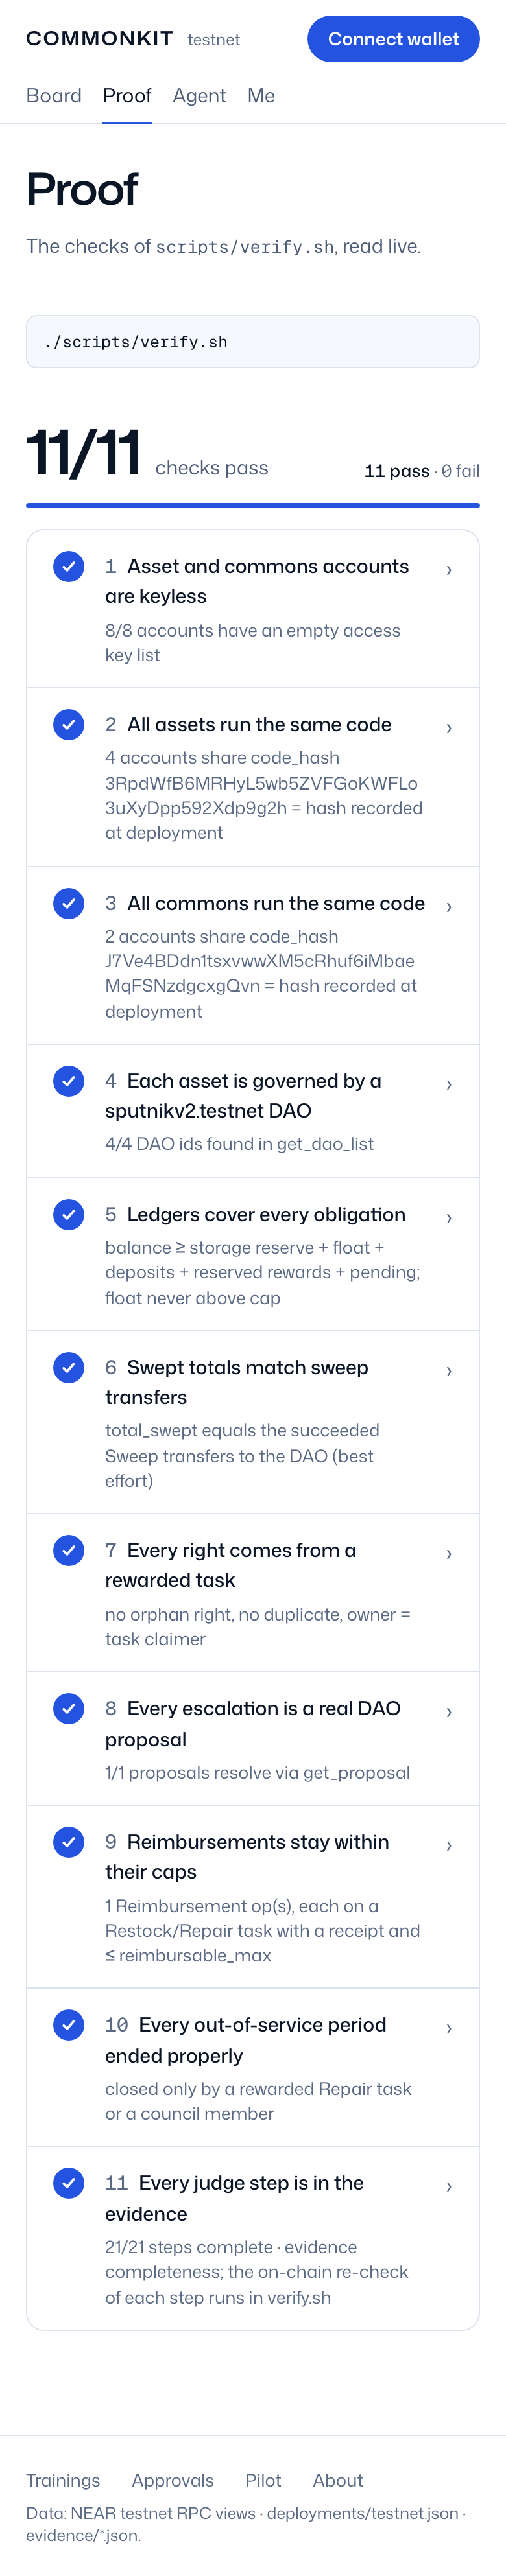 COMMONKIT testnet Connect wallet
Board Proof Agent Me
Proof
The checks of scripts/verify.sh, read live.
./scripts/verify.sh
11/11 checks pass 11 pass · 0 fail
1 Asset and commons accounts ›
are keyless
8/8 accounts have an empty access
key list
2 All assets run the same code ›
4 accounts share code_hash
3RpdWfB6MRHyL5wb5ZVFGoKWFLo
3uXyDpp592Xdp9g2h = hash recorded
at deployment
3 All commons run the same code ›
2 accounts share code_hash
J7Ve4BDdn1tsxvwwXM5cRhuf6iMbae
MqFSNzdgcxgQvn = hash recorded at
deployment
4 Each asset is governed by a ›
sputnikv2.testnet DAO
4/4 DAO ids found in get_dao_list
5 Ledgers cover every obligation ›
balance ≥ storage reserve + float +
deposits + reserved rewards + pending;
float never above cap
6 Swept totals match sweep ›
transfers
total_swept equals the succeeded
Sweep transfers to the DAO (best
effort)
7 Every right comes from a ›
rewarded task
no orphan right, no duplicate, owner =
task claimer
8 Every escalation is a real DAO ›
proposal
1/1 proposals resolve via get_proposal
9 Reimbursements stay within ›
their caps
1 Reimbursement op(s), each on a
Restock/Repair task with a receipt and
≤ reimbursable_max
10 Every out-of-service period ›
ended properly
closed only by a rewarded Repair task
or a council member
11 Every judge step is in the ›
evidence
21/21 steps complete · evidence
completeness; the on-chain re-check
of each step runs in verify.sh
Trainings Approvals Pilot About
Data: NEAR testnet RPC views · deployments/testnet.json ·
evidence/*.json.